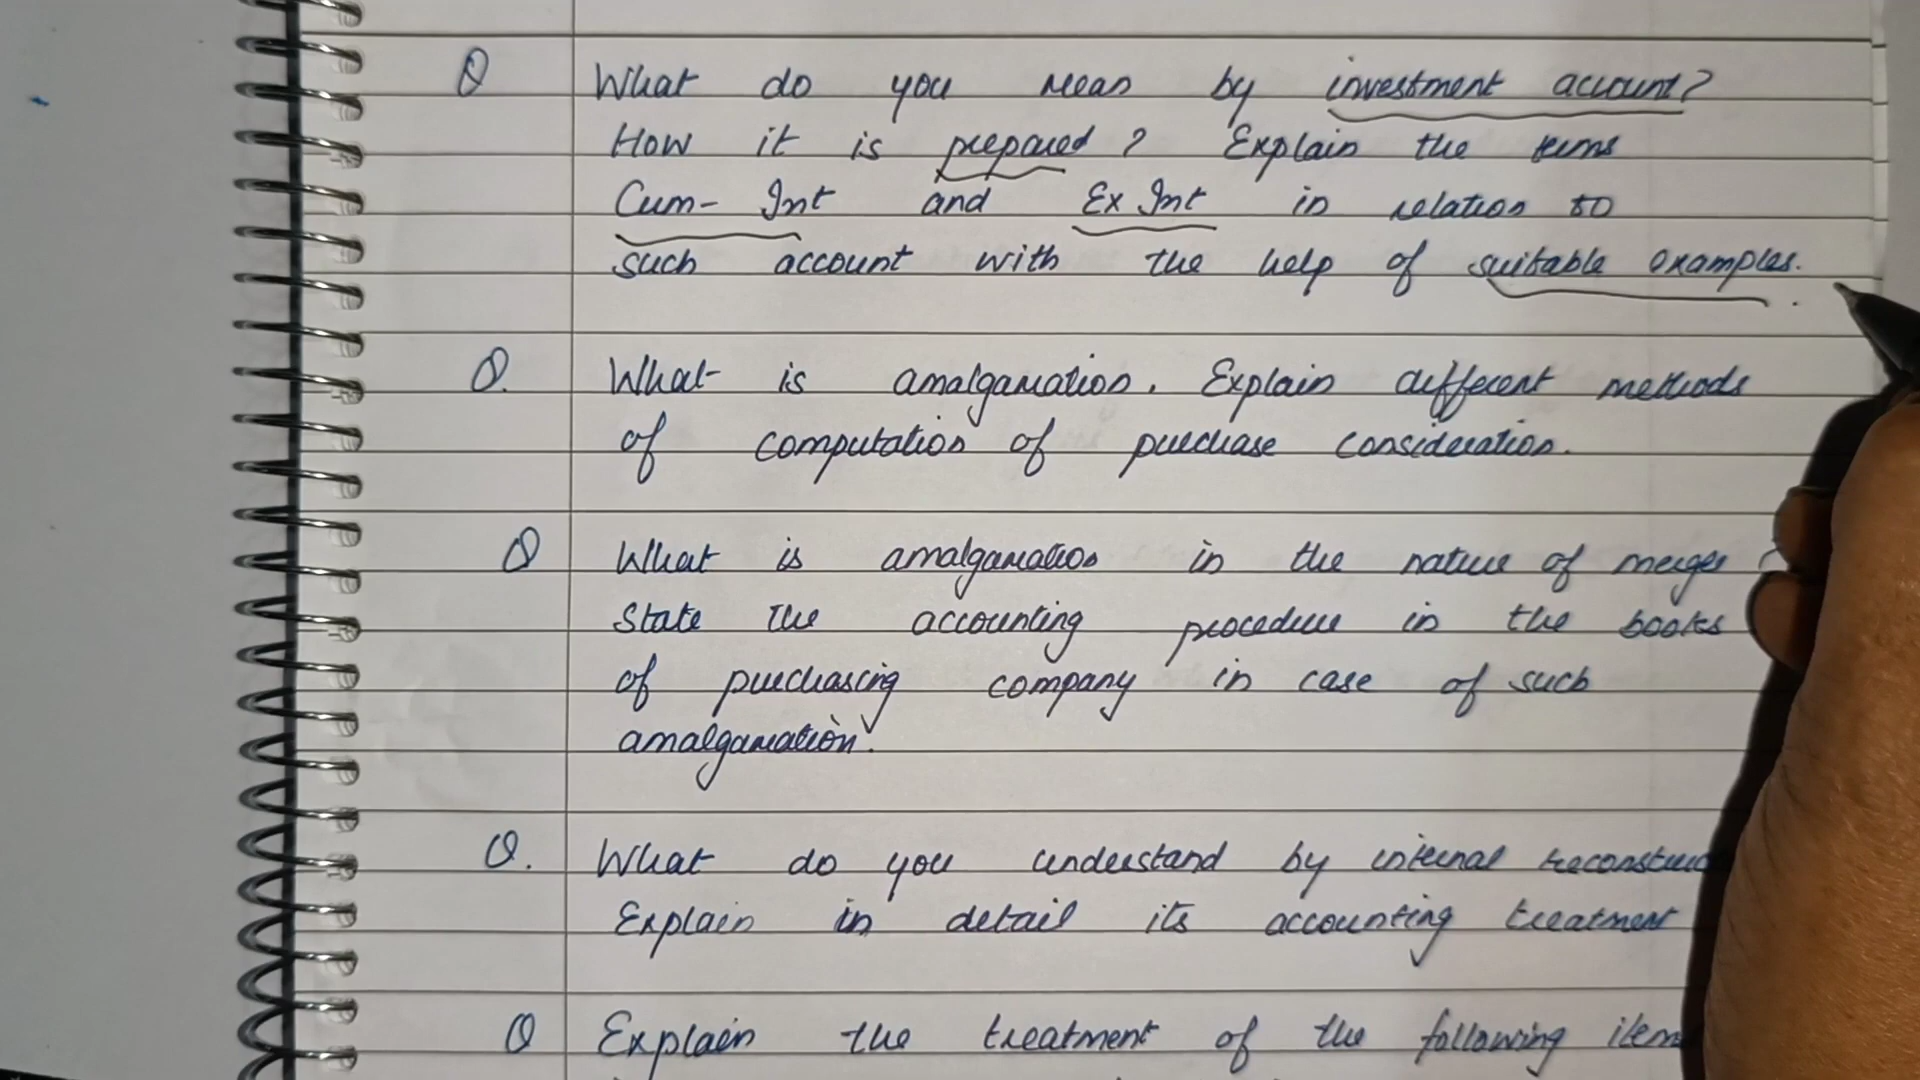 Q What do you mean by investment account?
How it is prepared? Explain the terms
Cum- Int and Ex Int in relation to
such account with the help of suitable examples.
Q. What is amalgamation. Explain different methods
of computation of purchase consideration.
Q What is amalgamation in the nature of merger?
State the accounting procedure in the books
of purchasing company in case of such
amalgamation.
Q. What do you understand by internal
Explain in detail its accounting treatment
Q Explain the treatment of the following